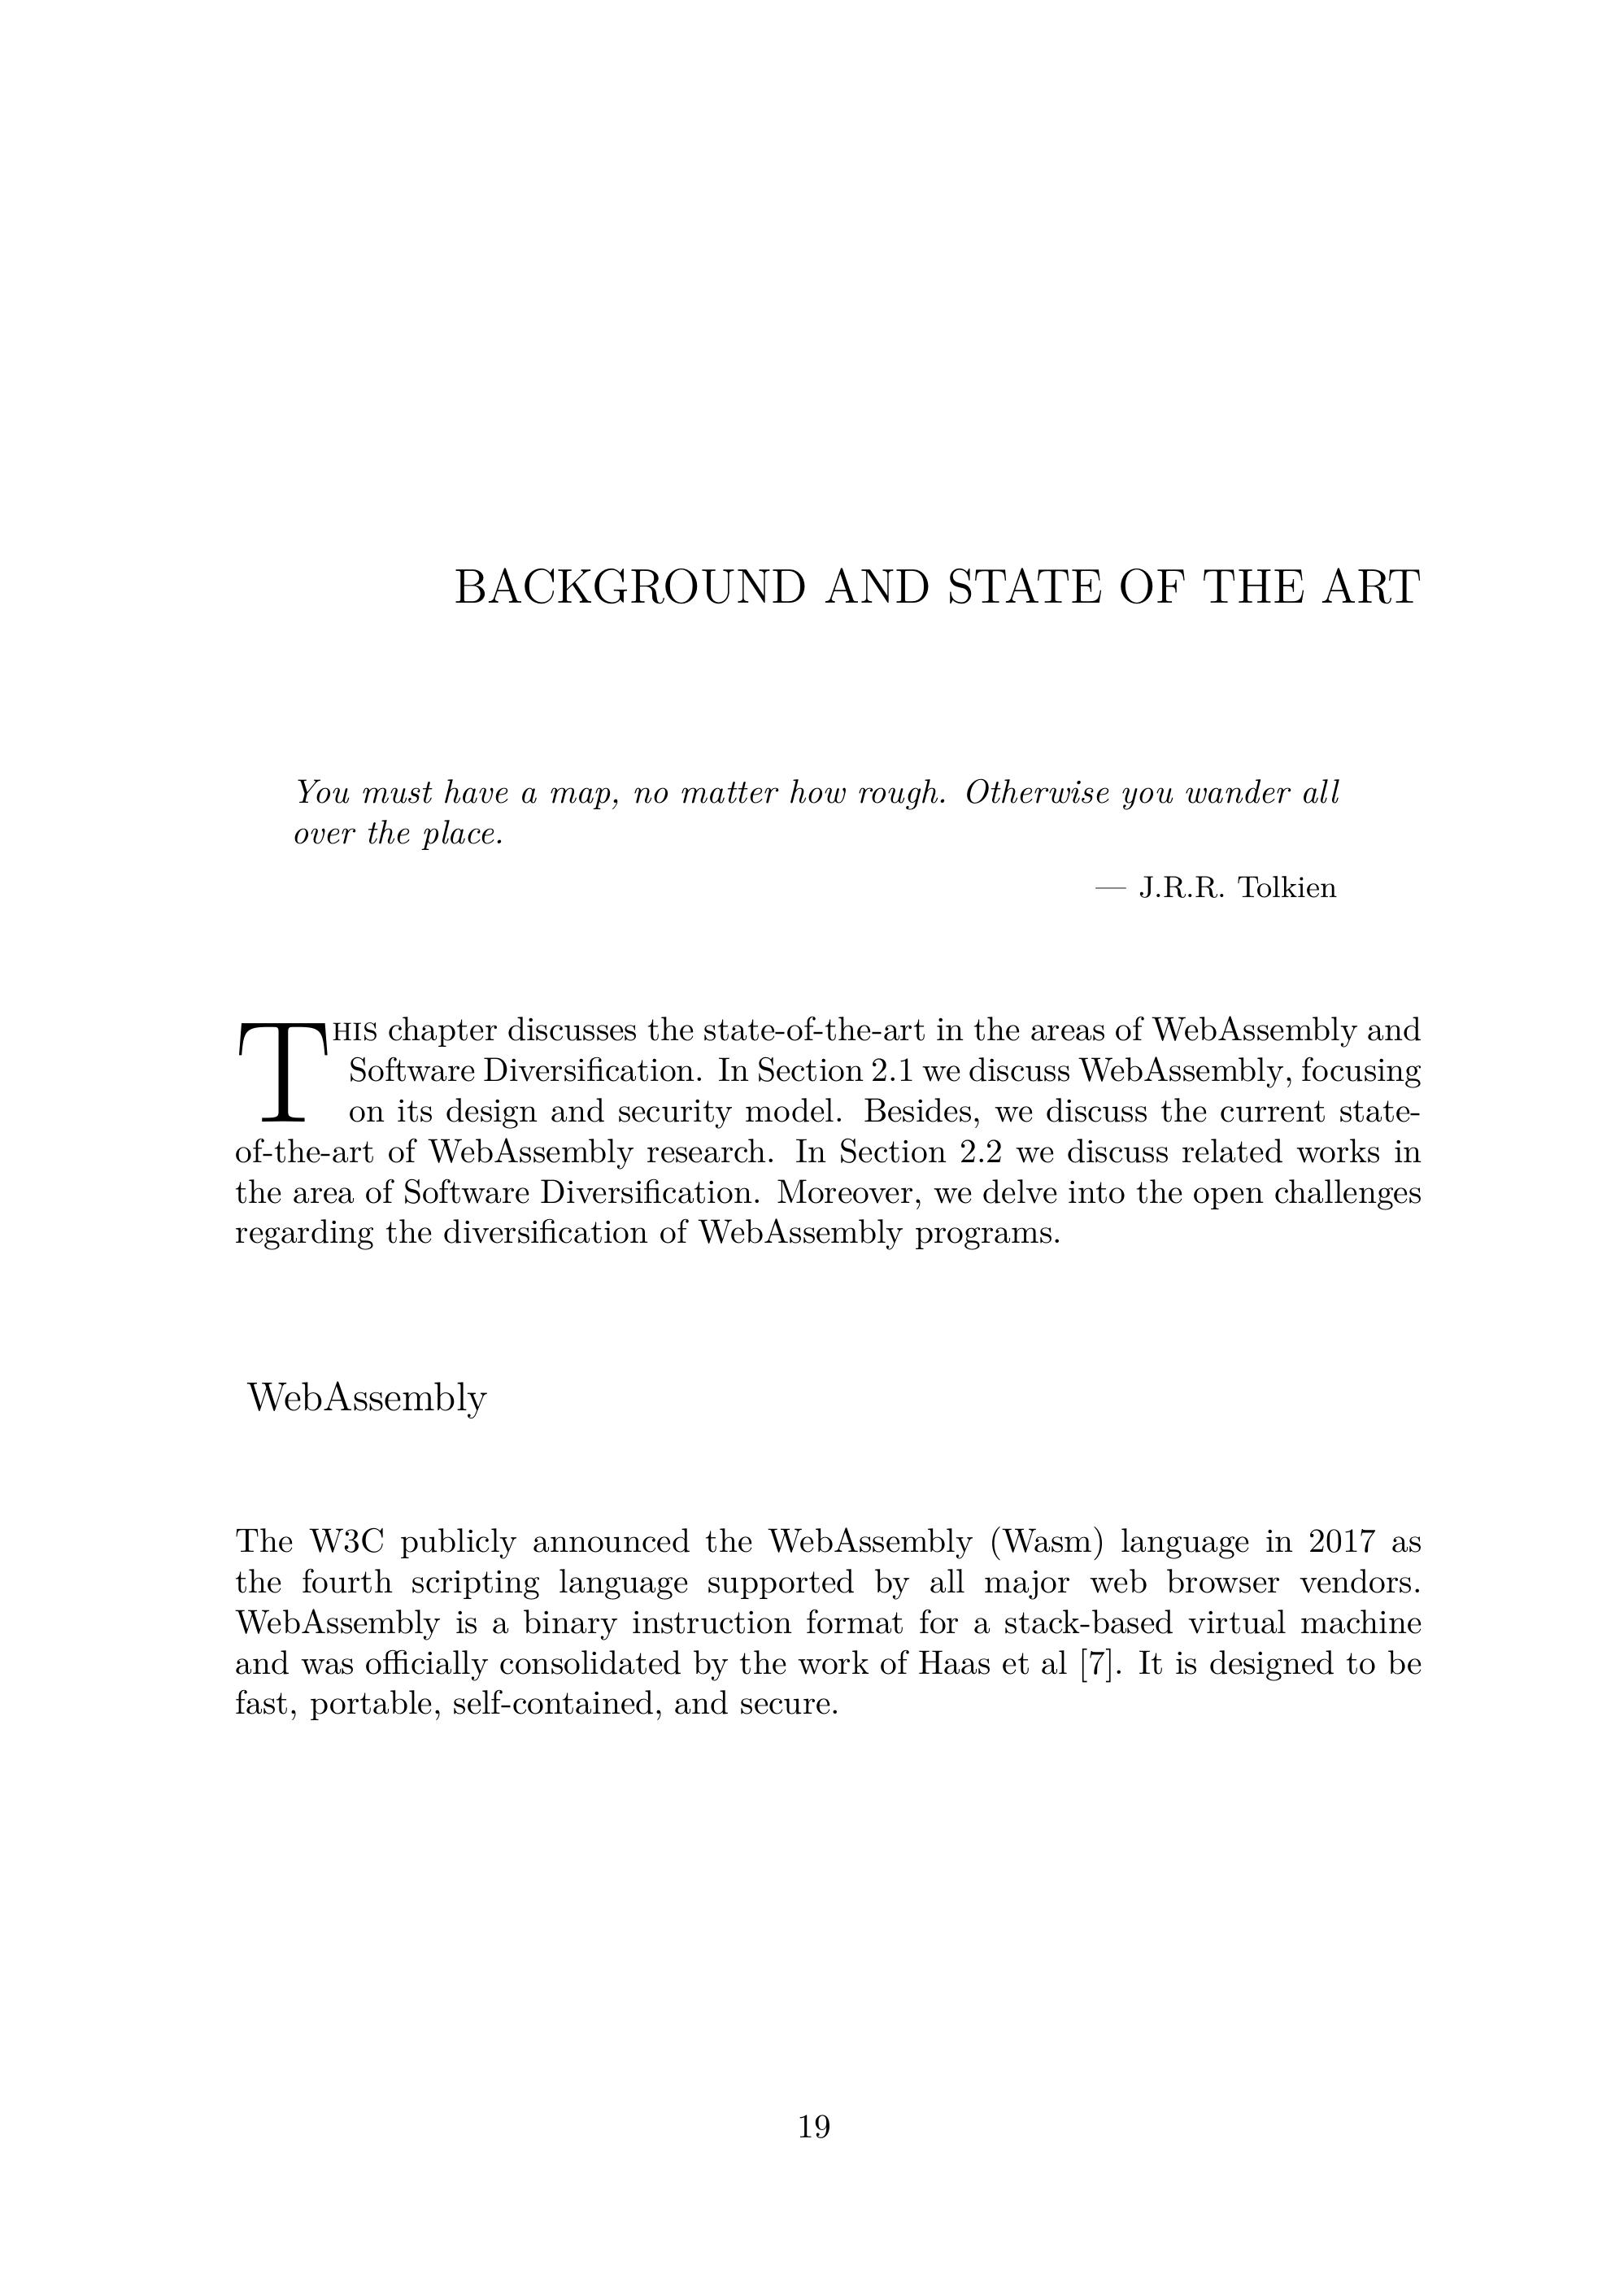 BACKGROUND AND STATE OF THE ART
You must have a map, no matter how rough. Otherwise you wander all
over the place.
— J.R.R. Tolkien
THIS chapter discusses the state-of-the-art in the areas of WebAssembly and
Software Diversification. In Section 2.1 we discuss WebAssembly, focusing
on its design and security model. Besides, we discuss the current state-
of-the-art of WebAssembly research. In Section 2.2 we discuss related works in
the area of Software Diversification. Moreover, we delve into the open challenges
regarding the diversification of WebAssembly programs.
WebAssembly
The W3C publicly announced the WebAssembly (Wasm) language in 2017 as
the fourth scripting language supported by all major web browser vendors.
WebAssembly is a binary instruction format for a stack-based virtual machine
and was officially consolidated by the work of Haas et al [7]. It is designed to be
fast, portable, self-contained, and secure.
19